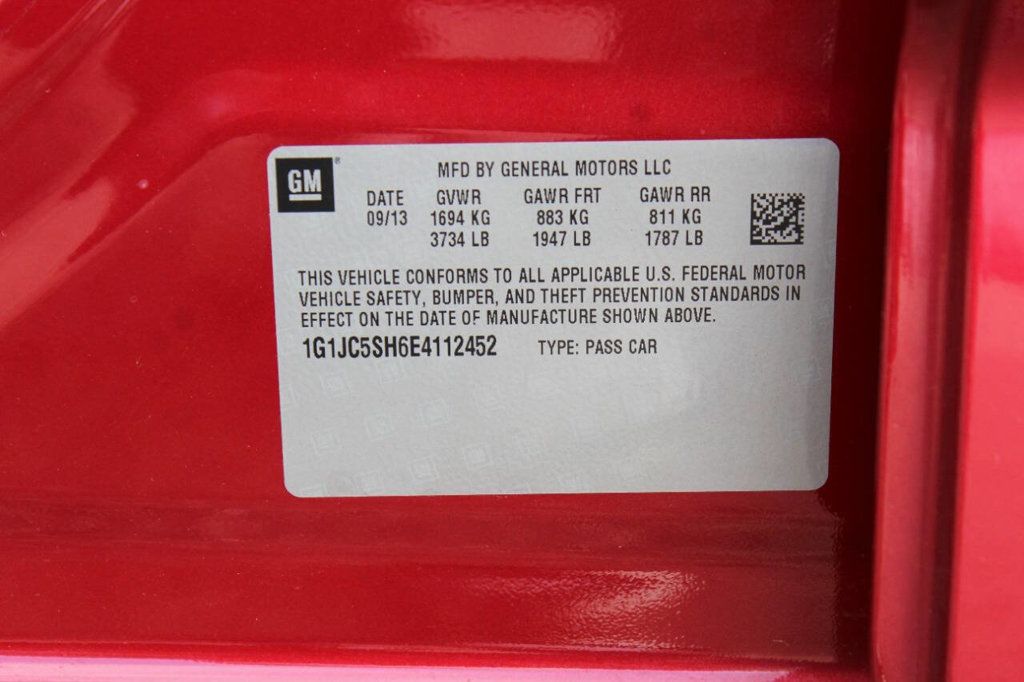 GM®
MFD BY GENERAL MOTORS LLC
DATE GVWR GAWR FRT GAWR RR
09/13 1694 KG 883 KG 811 KG
3734 LB 1947 LB 1787 LB
THIS VEHICLE CONFORMS TO ALL APPLICABLE U.S. FEDERAL MOTOR
VEHICLE SAFETY, BUMPER, AND THEFT PREVENTION STANDARDS IN
EFFECT ON THE DATE OF MANUFACTURE SHOWN ABOVE.
1G1JC5SH6E4112452 TYPE: PASS CAR